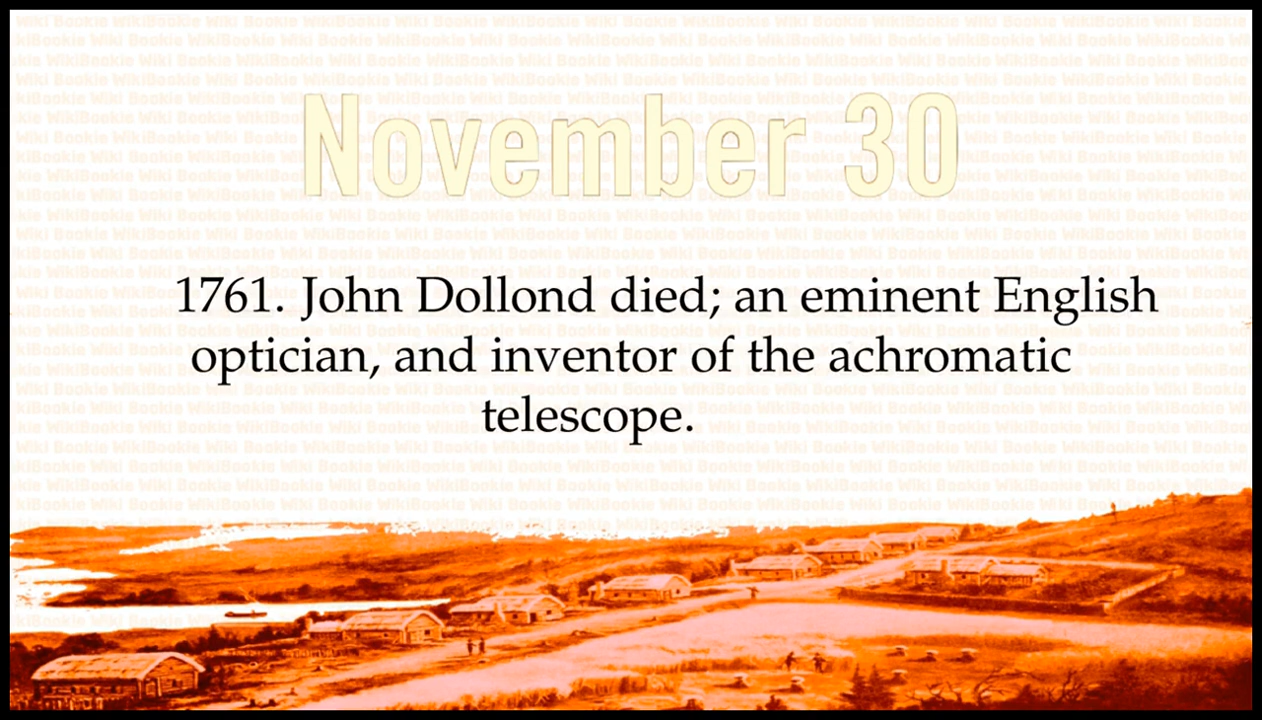 November 30
1761. John Dollond died; an eminent English
optician, and inventor of the achromatic
telescope.